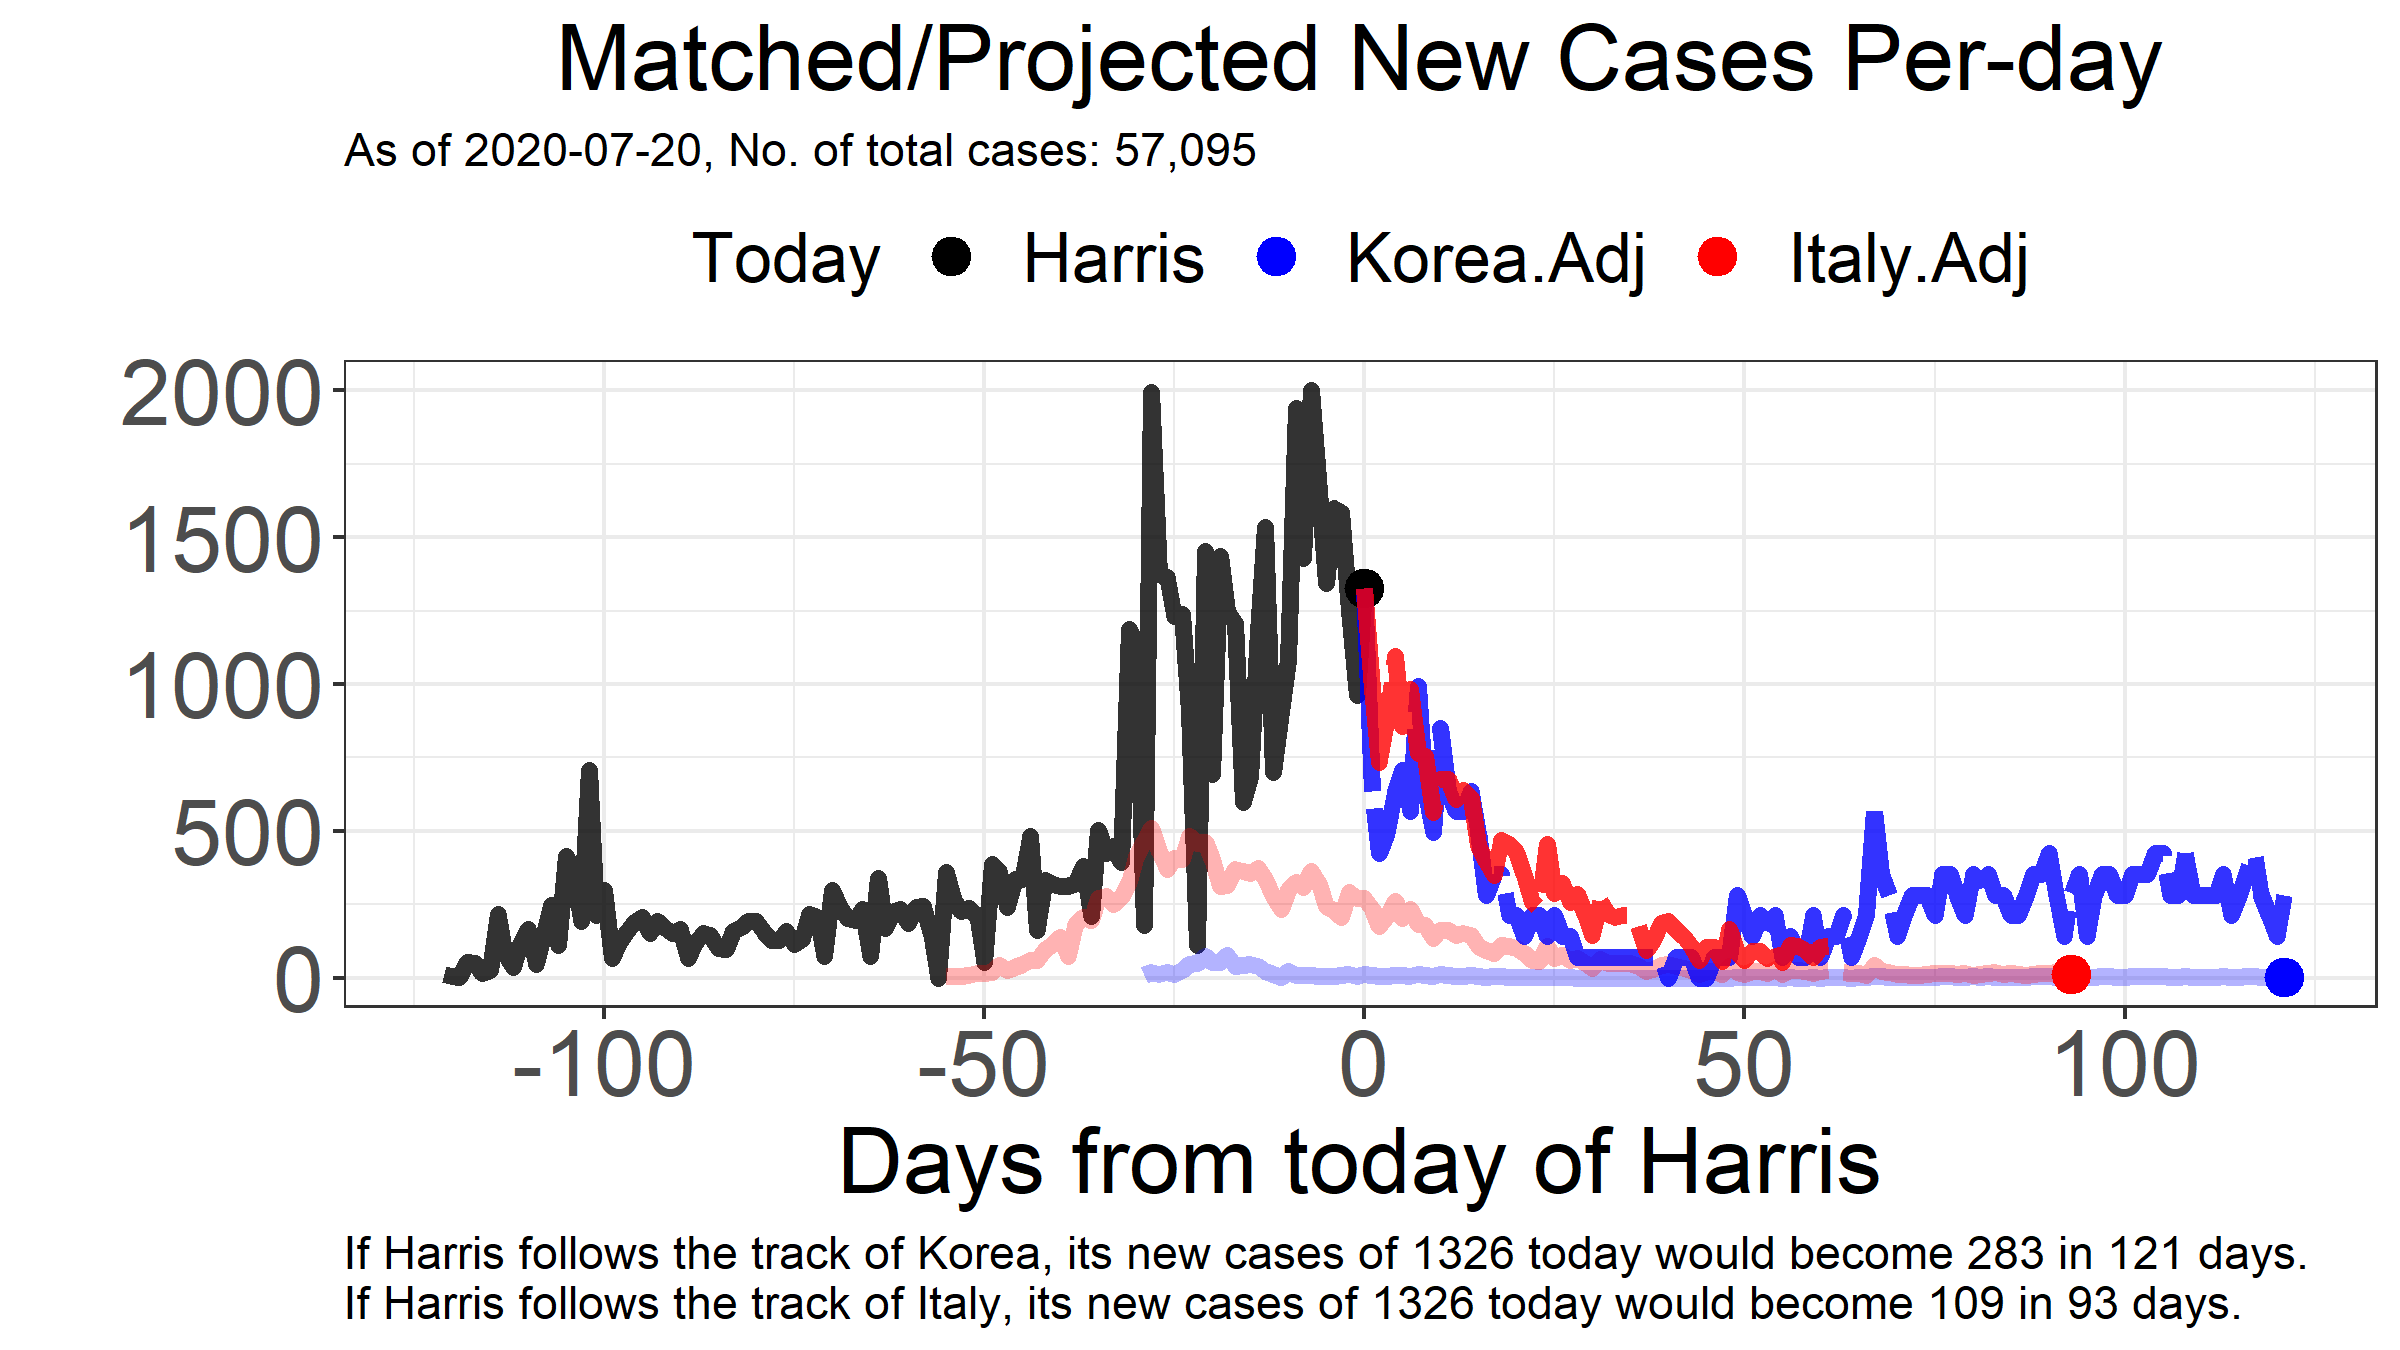 Matched/Projected New Cases Per-day
As of 2020-07-20, No. of total cases: 57,095
Today Harris Korea.Adj Italy.Adj
2000
1500
1000
500
0
-100 -50 0 50 100
Days from today of Harris
If Harris follows the track of Korea, its new cases of 1326 today would become 283 in 121 days.
If Harris follows the track of Italy, its new cases of 1326 today would become 109 in 93 days.